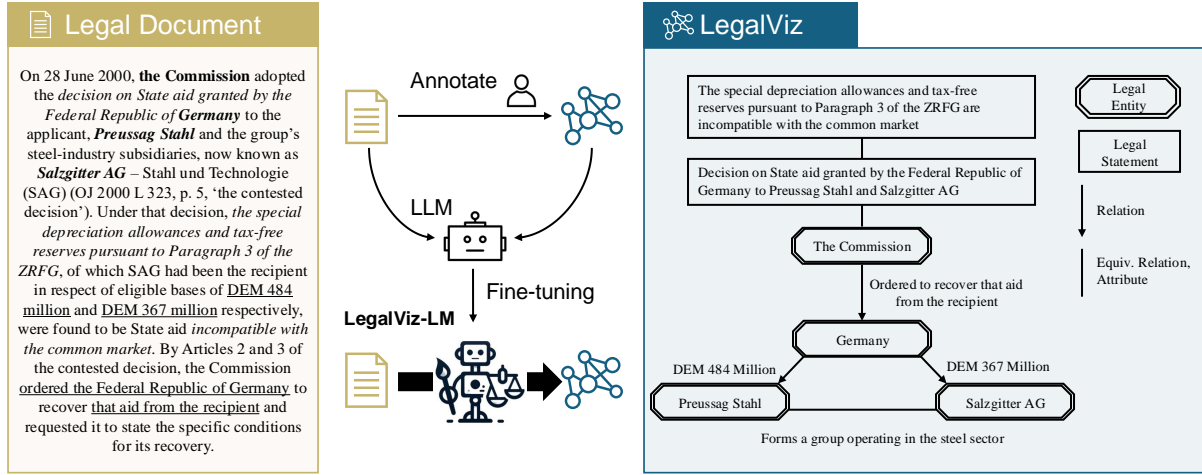 Legal Document
On 28 June 2000, the Commission adopted
the decision on State aid granted by the
Federal Republic of Germany to the
applicant, Preussag Stahl and the group's
steel-industry subsidiaries, now known as
Salzgitter AG – Stahl und Technologie
(SAG) (OJ 2000 L 323, p. 5, 'the contested
decision'). Under that decision, the special
depreciation allowances and tax-free
reserves pursuant to Paragraph 3 of the
ZRFG, of which SAG had been the recipient
in respect of eligible bases of DEM 484
million and DEM 367 million respectively,
were found to be State aid incompatible with
the common market. By Articles 2 and 3 of
the contested decision, the Commission
ordered the Federal Republic of Germany to
recover that aid from the recipient and
requested it to state the specific conditions
for its recovery.
Annotate
LLM
Fine-tuning
LegalViz-LM
LegalViz
The special depreciation allowances and tax-free
reserves pursuant to Paragraph 3 of the ZRFG are
incompatible with the common market
Decision on State aid granted by the Federal Republic of
Germany to Preussag Stahl and Salzgitter AG
The Commission
Ordered to recover that aid
from the recipient
Germany
DEM 484 Million
DEM 367 Million
Preussag Stahl
Salzgitter AG
Forms a group operating in the steel sector
Legal
Entity
Legal
Statement
Relation
Equiv. Relation,
Attribute